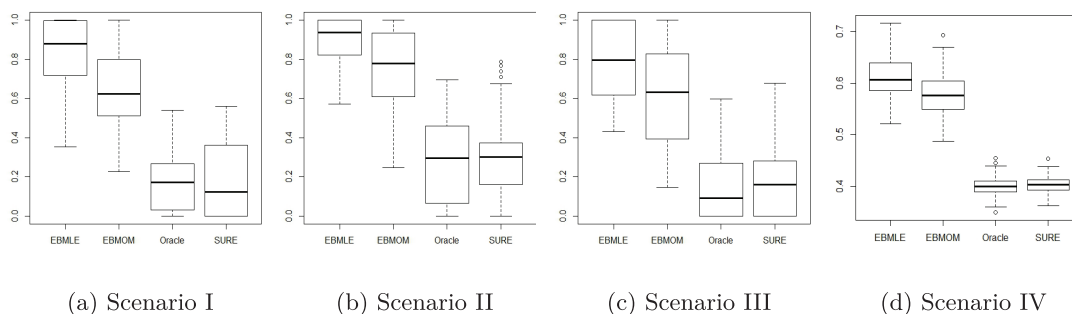 0.0 0.2 0.4 0.6 0.8 1.0
EBMLE EBMOM Oracle SURE
(a) Scenario I
0.0 0.2 0.4 0.6 0.8 1.0
EBMLE EBMOM Oracle SURE
(b) Scenario II
0.0 0.2 0.4 0.6 0.8 1.0
EBMLE EBMOM Oracle SURE
(c) Scenario III
0.4 0.5 0.6 0.7
EBMLE EBMOM Oracle SURE
(d) Scenario IV